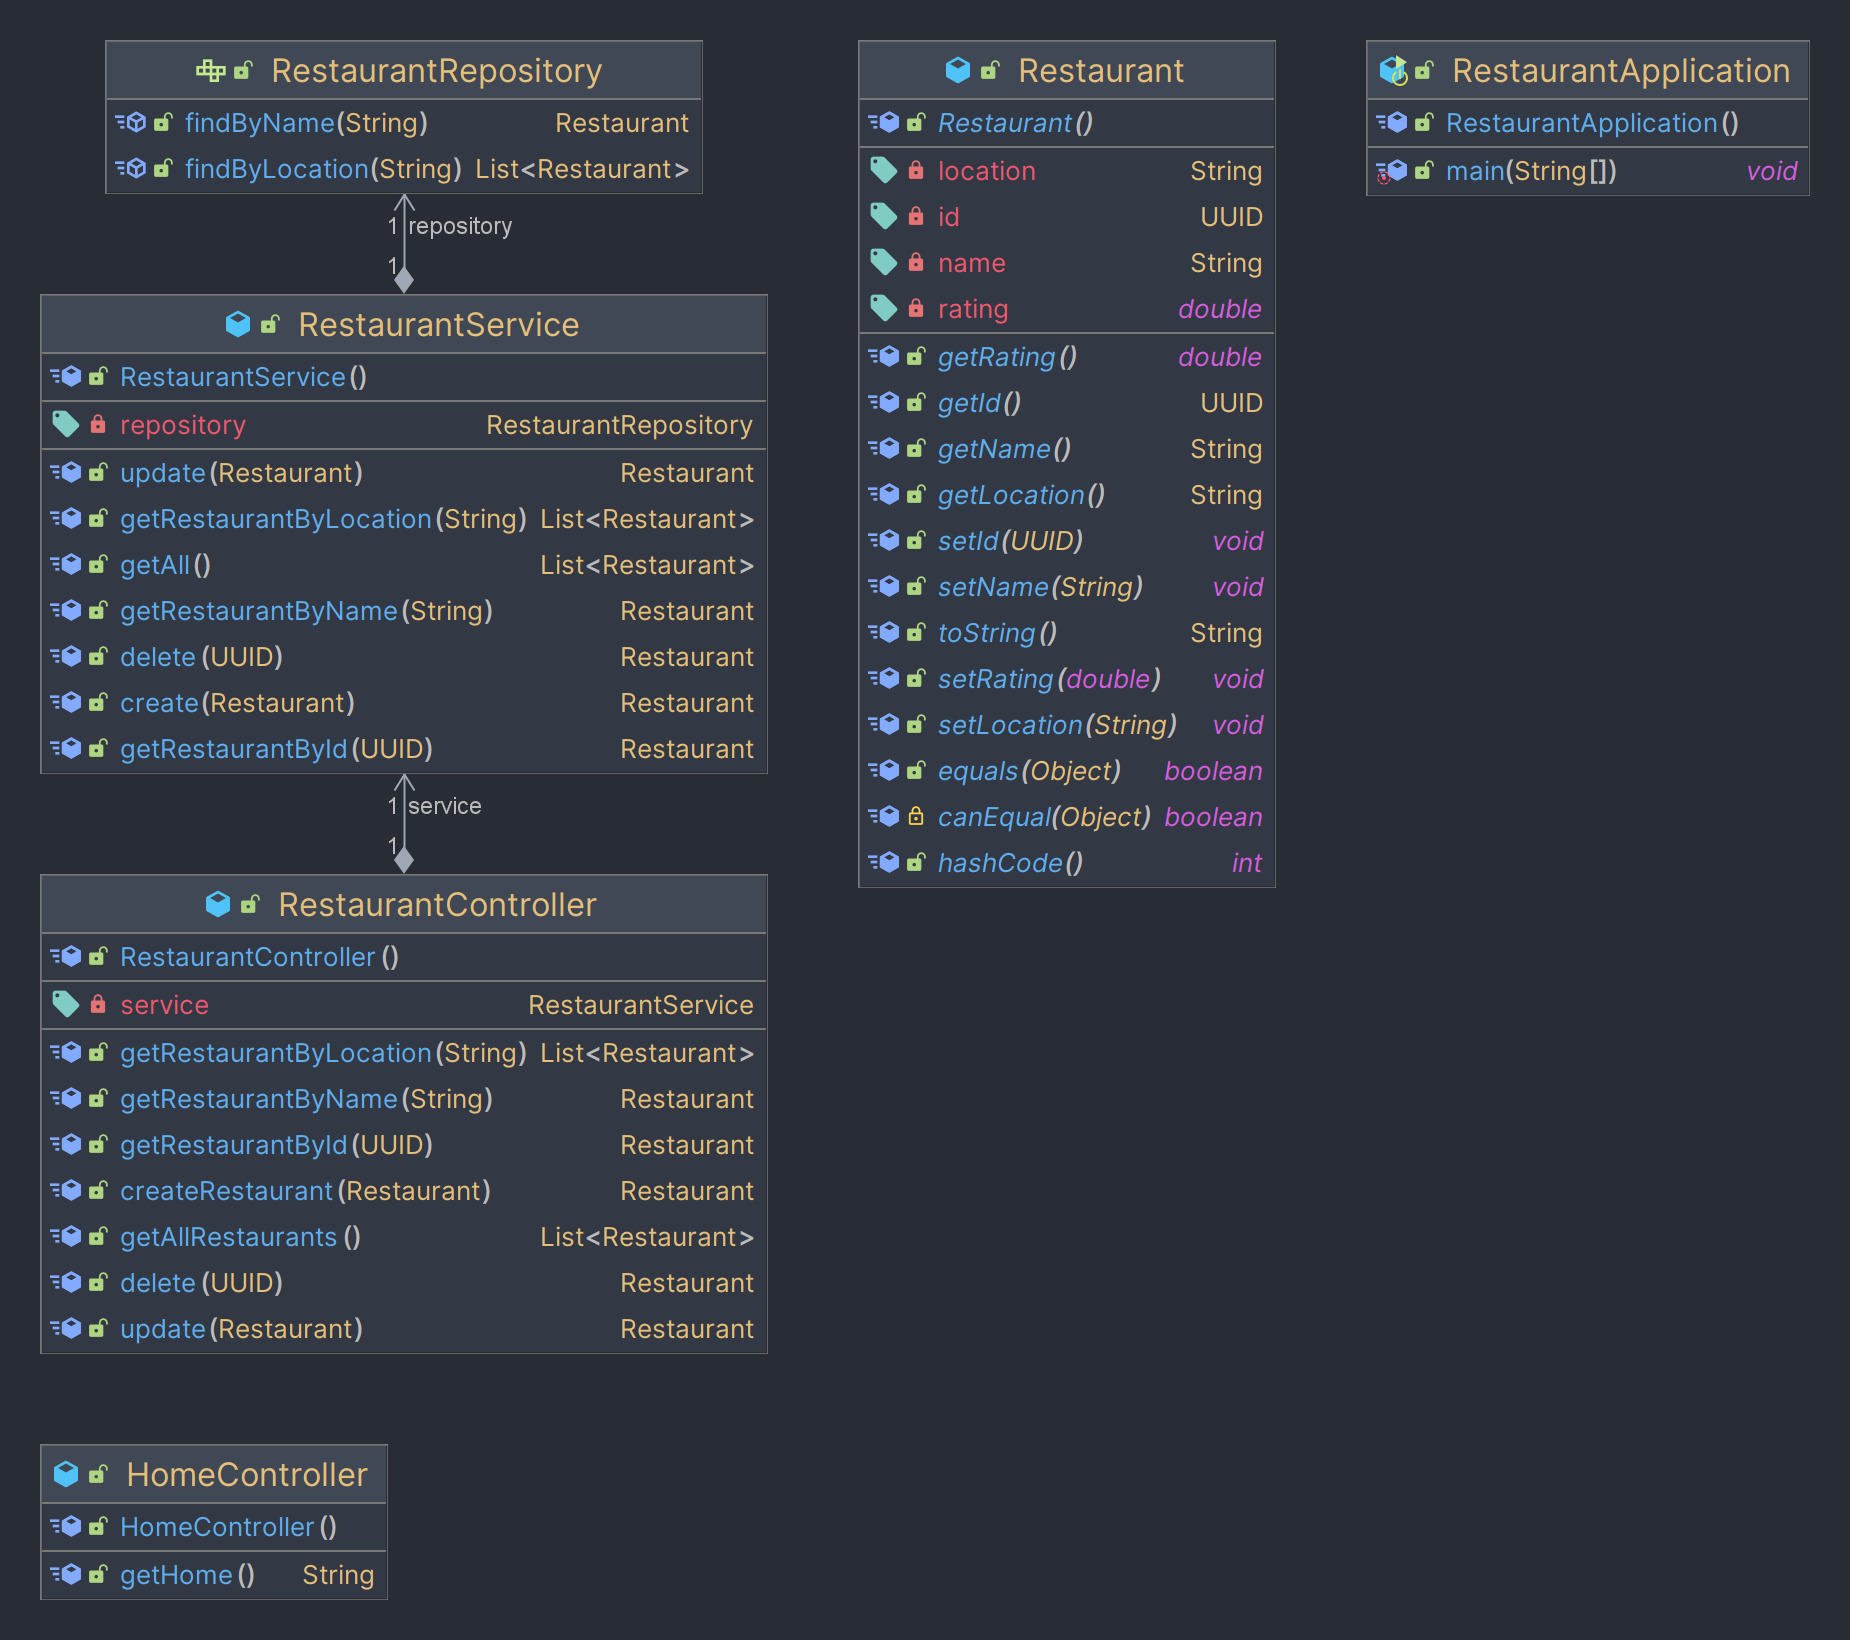 RestaurantRepository
findByName(String) Restaurant
findByLocation(String) List<Restaurant>
1 repository
1
RestaurantService
RestaurantService()
repository RestaurantRepository
update(Restaurant) Restaurant
getRestaurantByLocation(String) List<Restaurant>
getAll() List<Restaurant>
getRestaurantByName(String) Restaurant
delete(UUID) Restaurant
create(Restaurant) Restaurant
getRestaurantById(UUID) Restaurant
1 service
1
RestaurantController
RestaurantController()
service RestaurantService
getRestaurantByLocation(String) List<Restaurant>
getRestaurantByName(String) Restaurant
getRestaurantById(UUID) Restaurant
createRestaurant(Restaurant) Restaurant
getAllRestaurants() List<Restaurant>
delete(UUID) Restaurant
update(Restaurant) Restaurant
HomeController
HomeController()
getHome() String
Restaurant
Restaurant()
location String
id UUID
name String
rating double
getRating() double
getId() UUID
getName() String
getLocation() String
setId(UUID) void
setName(String) void
toString() String
setRating(double) void
setLocation(String) void
equals(Object) boolean
canEqual(Object) boolean
hashCode() int
RestaurantApplication
RestaurantApplication()
main(String[]) void